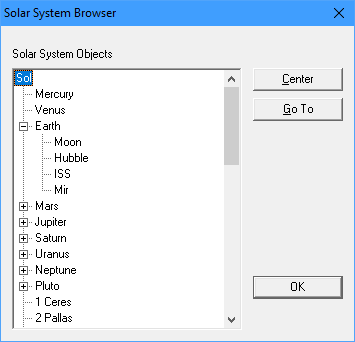 Solar System Browser
Solar System Objects
Sol
Mercury
Venus
Earth
Moon
Hubble
ISS
Mir
Mars
Jupiter
Saturn
Uranus
Neptune
Pluto
1 Ceres
2 Pallas
Center
Go To
OK